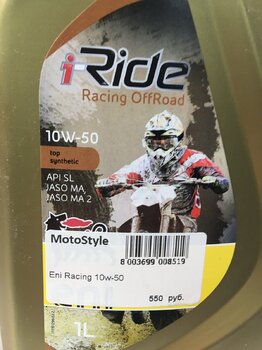 i-Ride
Racing OffRoad
10W-50
top
synthetic
API SL
JASO MA,
JASO MA 2
MotoStyle
8 003699 008519
Eni Racing 10w-50
550 руб.
1L